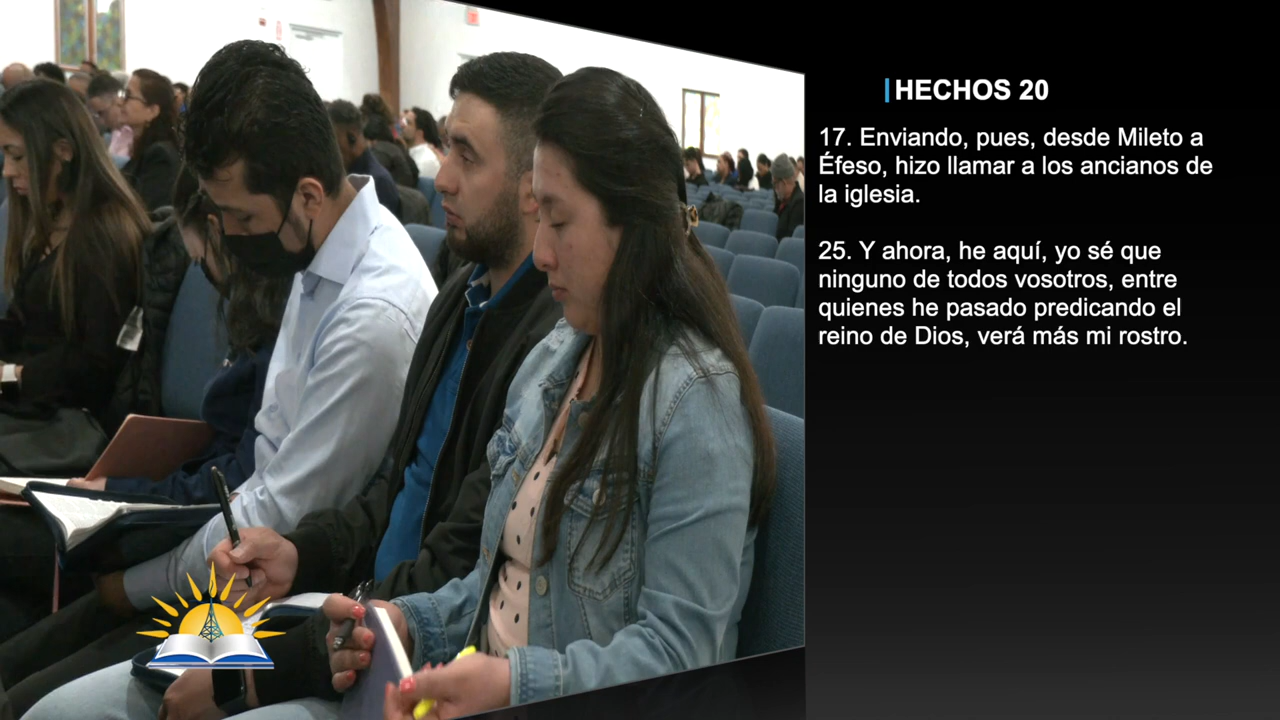 HECHOS 20
17. Enviando, pues, desde Mileto a
Éfeso, hizo llamar a los ancianos de
la iglesia.
25. Y ahora, he aquí, yo sé que
ninguno de todos vosotros, entre
quienes he pasado predicando el
reino de Dios, verá más mi rostro.